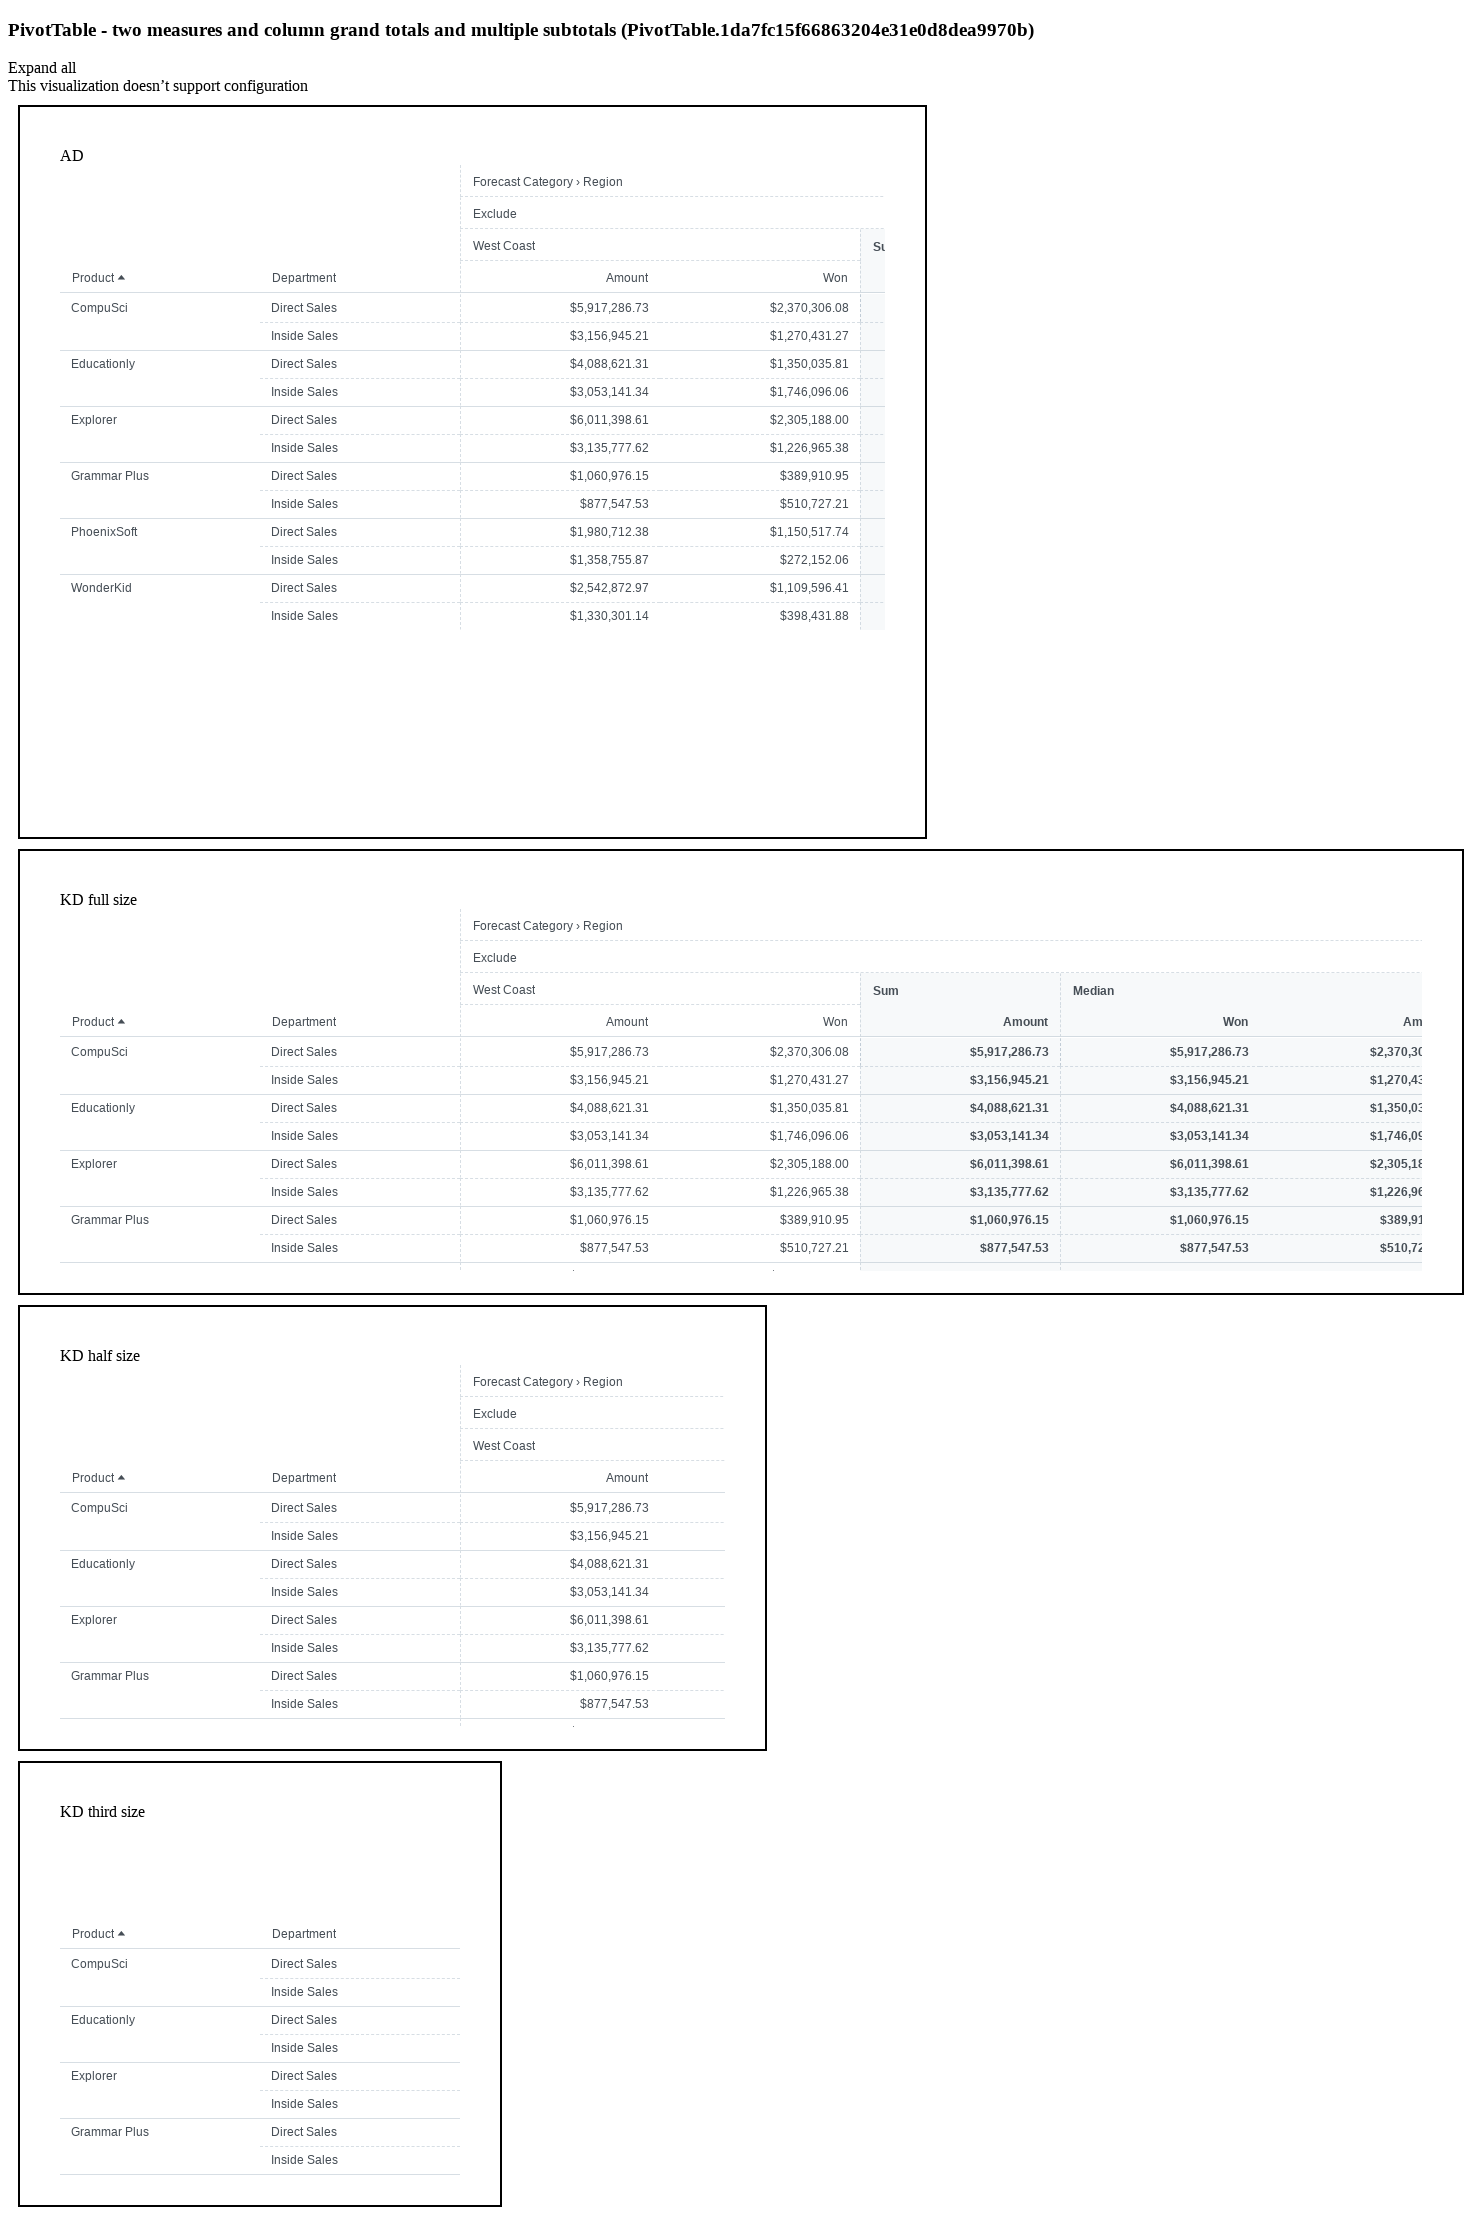 PivotTable - two measures and column grand totals and multiple subtotals (PivotTable.1da7fc15f66863204e31e0d8dea9970b)
Expand all
This visualization doesn’t support configuration
AD
Forecast Category › Region
Exclude
West Coast Su
Product Department Amount Won
CompuSci Direct Sales $5,917,286.73 $2,370,306.08
Inside Sales $3,156,945.21 $1,270,431.27
Educationly Direct Sales $4,088,621.31 $1,350,035.81
Inside Sales $3,053,141.34 $1,746,096.06
Explorer Direct Sales $6,011,398.61 $2,305,188.00
Inside Sales $3,135,777.62 $1,226,965.38
Grammar Plus Direct Sales $1,060,976.15 $389,910.95
Inside Sales $877,547.53 $510,727.21
PhoenixSoft Direct Sales $1,980,712.38 $1,150,517.74
Inside Sales $1,358,755.87 $272,152.06
WonderKid Direct Sales $2,542,872.97 $1,109,596.41
Inside Sales $1,330,301.14 $398,431.88
KD full size
Forecast Category › Region
Exclude
West Coast Sum Median
Product Department Amount Won Amount Won Am
CompuSci Direct Sales $5,917,286.73 $2,370,306.08 $5,917,286.73 $5,917,286.73 $2,370,30
Inside Sales $3,156,945.21 $1,270,431.27 $3,156,945.21 $3,156,945.21 $1,270,43
Educationly Direct Sales $4,088,621.31 $1,350,035.81 $4,088,621.31 $4,088,621.31 $1,350,03
Inside Sales $3,053,141.34 $1,746,096.06 $3,053,141.34 $3,053,141.34 $1,746,09
Explorer Direct Sales $6,011,398.61 $2,305,188.00 $6,011,398.61 $6,011,398.61 $2,305,18
Inside Sales $3,135,777.62 $1,226,965.38 $3,135,777.62 $3,135,777.62 $1,226,96
Grammar Plus Direct Sales $1,060,976.15 $389,910.95 $1,060,976.15 $1,060,976.15 $389,91
Inside Sales $877,547.53 $510,727.21 $877,547.53 $877,547.53 $510,72
KD half size
Forecast Category › Region
Exclude
West Coast
Product Department Amount
CompuSci Direct Sales $5,917,286.73
Inside Sales $3,156,945.21
Educationly Direct Sales $4,088,621.31
Inside Sales $3,053,141.34
Explorer Direct Sales $6,011,398.61
Inside Sales $3,135,777.62
Grammar Plus Direct Sales $1,060,976.15
Inside Sales $877,547.53
KD third size
Product Department
CompuSci Direct Sales
Inside Sales
Educationly Direct Sales
Inside Sales
Explorer Direct Sales
Inside Sales
Grammar Plus Direct Sales
Inside Sales